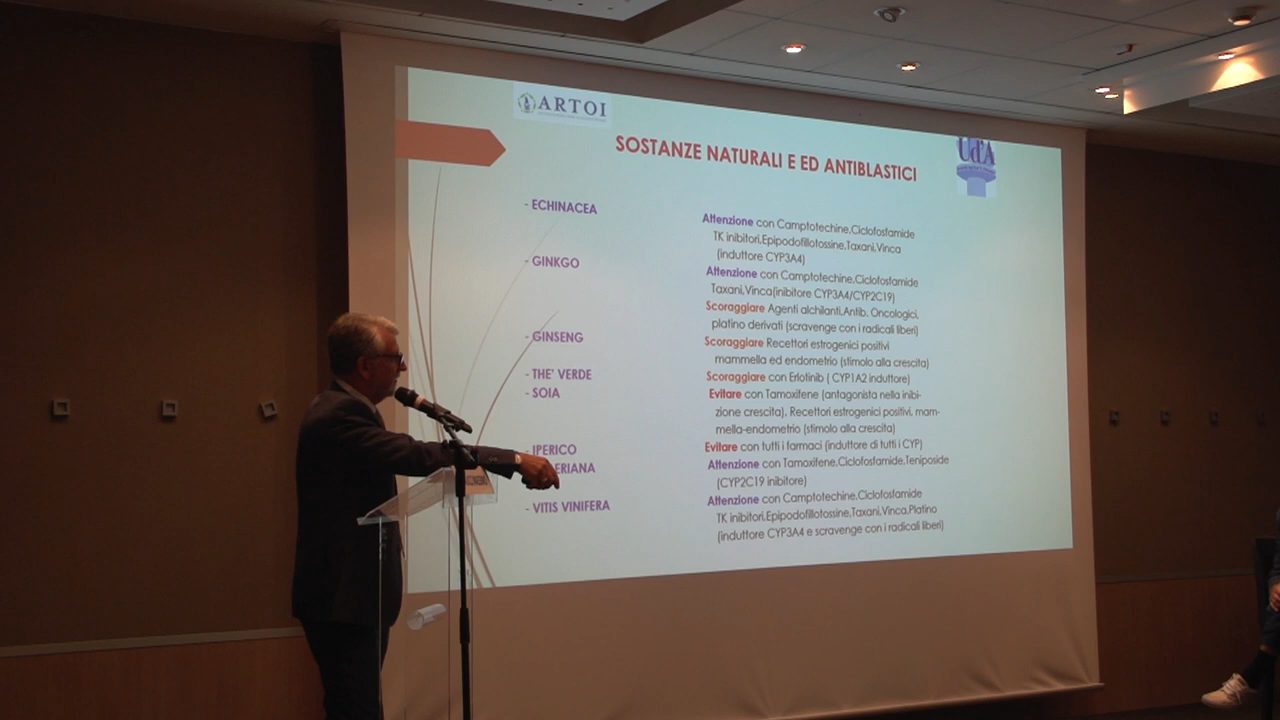 ARTOI
SOSTANZE NATURALI E ED ANTIBLASTICI
Ud'A
- ECHINACEA
Attenzione con Camptotechine,Ciclofosfamide
TK inibitori,Epipodofillotossine,Taxani,Vinca
(induttore CYP3A4)
- GINKGO
Attenzione con Camptotechine,Ciclofosfamide
Taxani,Vinca(inibitore CYP3A4/CYP2C19)
Scoraggiare Agenti alchilanti,Antib. Oncologici,
platino derivati (scravenge con i radicali liberi)
- GINSENG
Scoraggiare Recettori estrogenici positivi
mammella ed endometrio (stimolo alla crescita)
- THE' VERDE
Scoraggiare con Erlotinib ( CYP1A2 induttore)
- SOIA
Evitare con Tamoxifene (antagonista nella inibi-
zione crescita), Recettori estrogenici positivi, mam-
mella-endometrio (stimolo alla crescita)
- IPERICO
Evitare con tutti i farmaci (induttore di tutti i CYP)
ERIANA
Attenzione con Tamoxifene,Ciclofosfamide,Teniposide
(CYP2C19 inibitore)
- VITIS VINIFERA
Attenzione con Camptotechine,Ciclofosfamide
TK inibitori,Epipodofillotossine,Taxani,Vinca,Platino
(induttore CYP3A4 e scravenge con i radicali liberi)